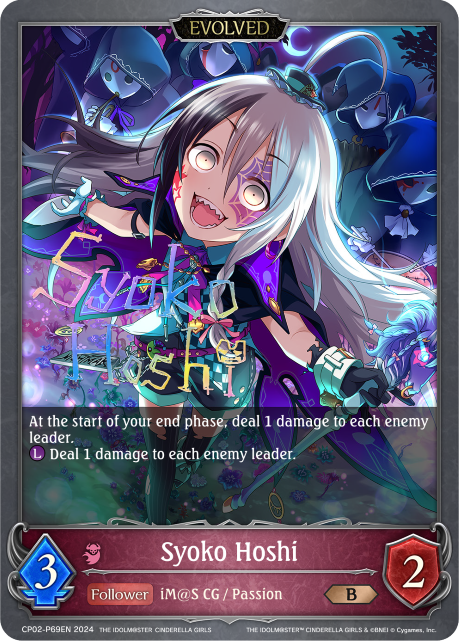 EVOLVED
Syoko
Hoshi
At the start of your end phase, deal 1 damage to each enemy
leader.
L Deal 1 damage to each enemy leader.
3
Syoko Hoshi
2
Follower iM@S CG / Passion
B
CP02-P69EN 2024 THE IDOLM@STER CINDERELLA GIRLS THE IDOLM@STER™ CINDERELLA GIRLS & ©BNEI © Cygames, Inc.